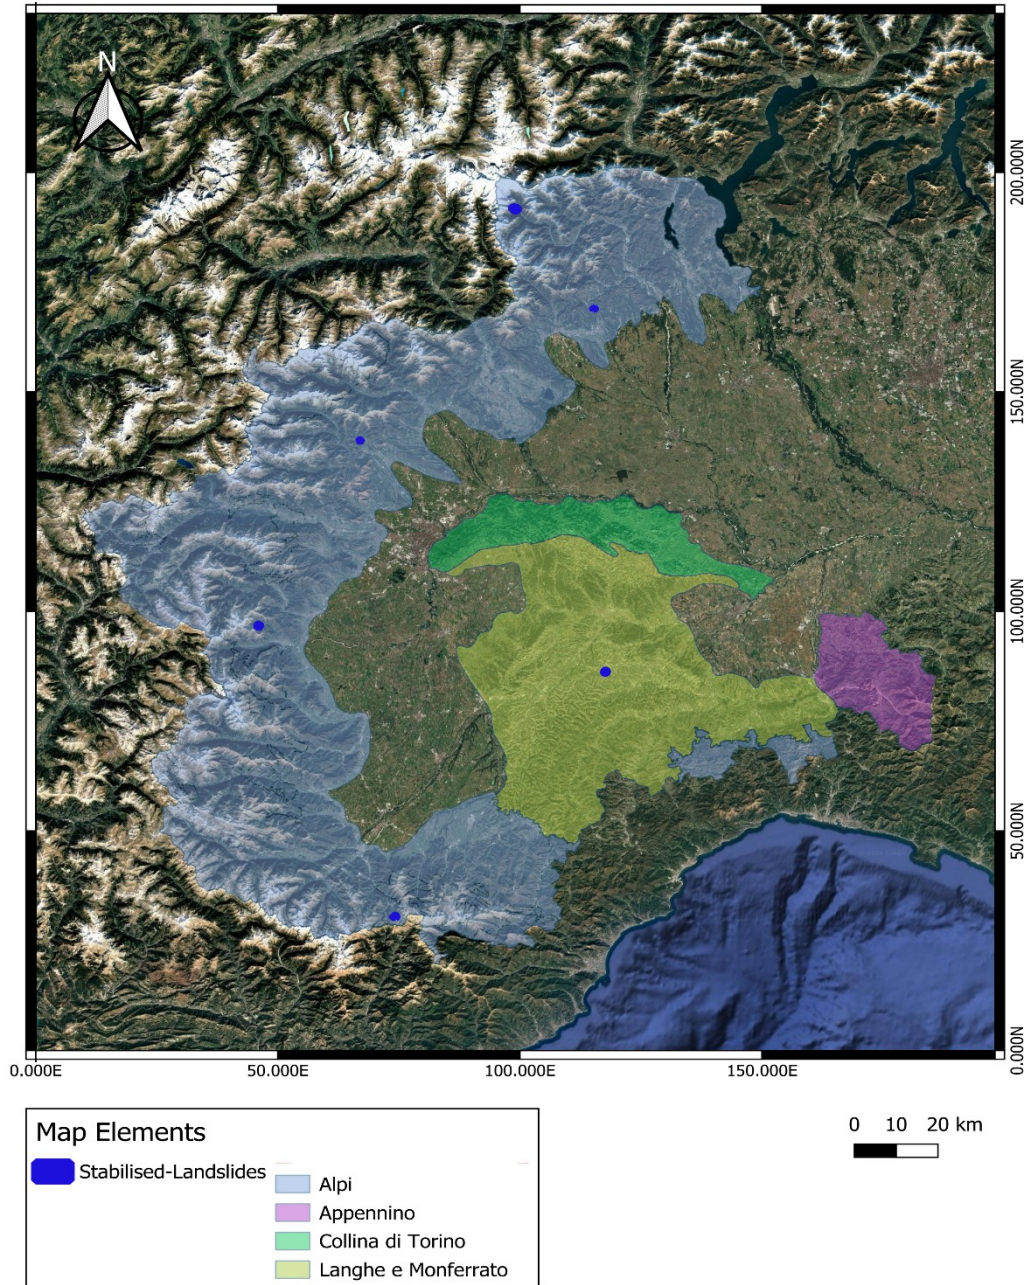 N
200.000N
150.000N
100.000N
50.000N
0.000N
0.000E
50.000E
100.000E
150.000E
Map Elements
Stabilised-Landslides
Alpi
Appennino
Collina di Torino
Langhe e Monferrato
0 10 20 km